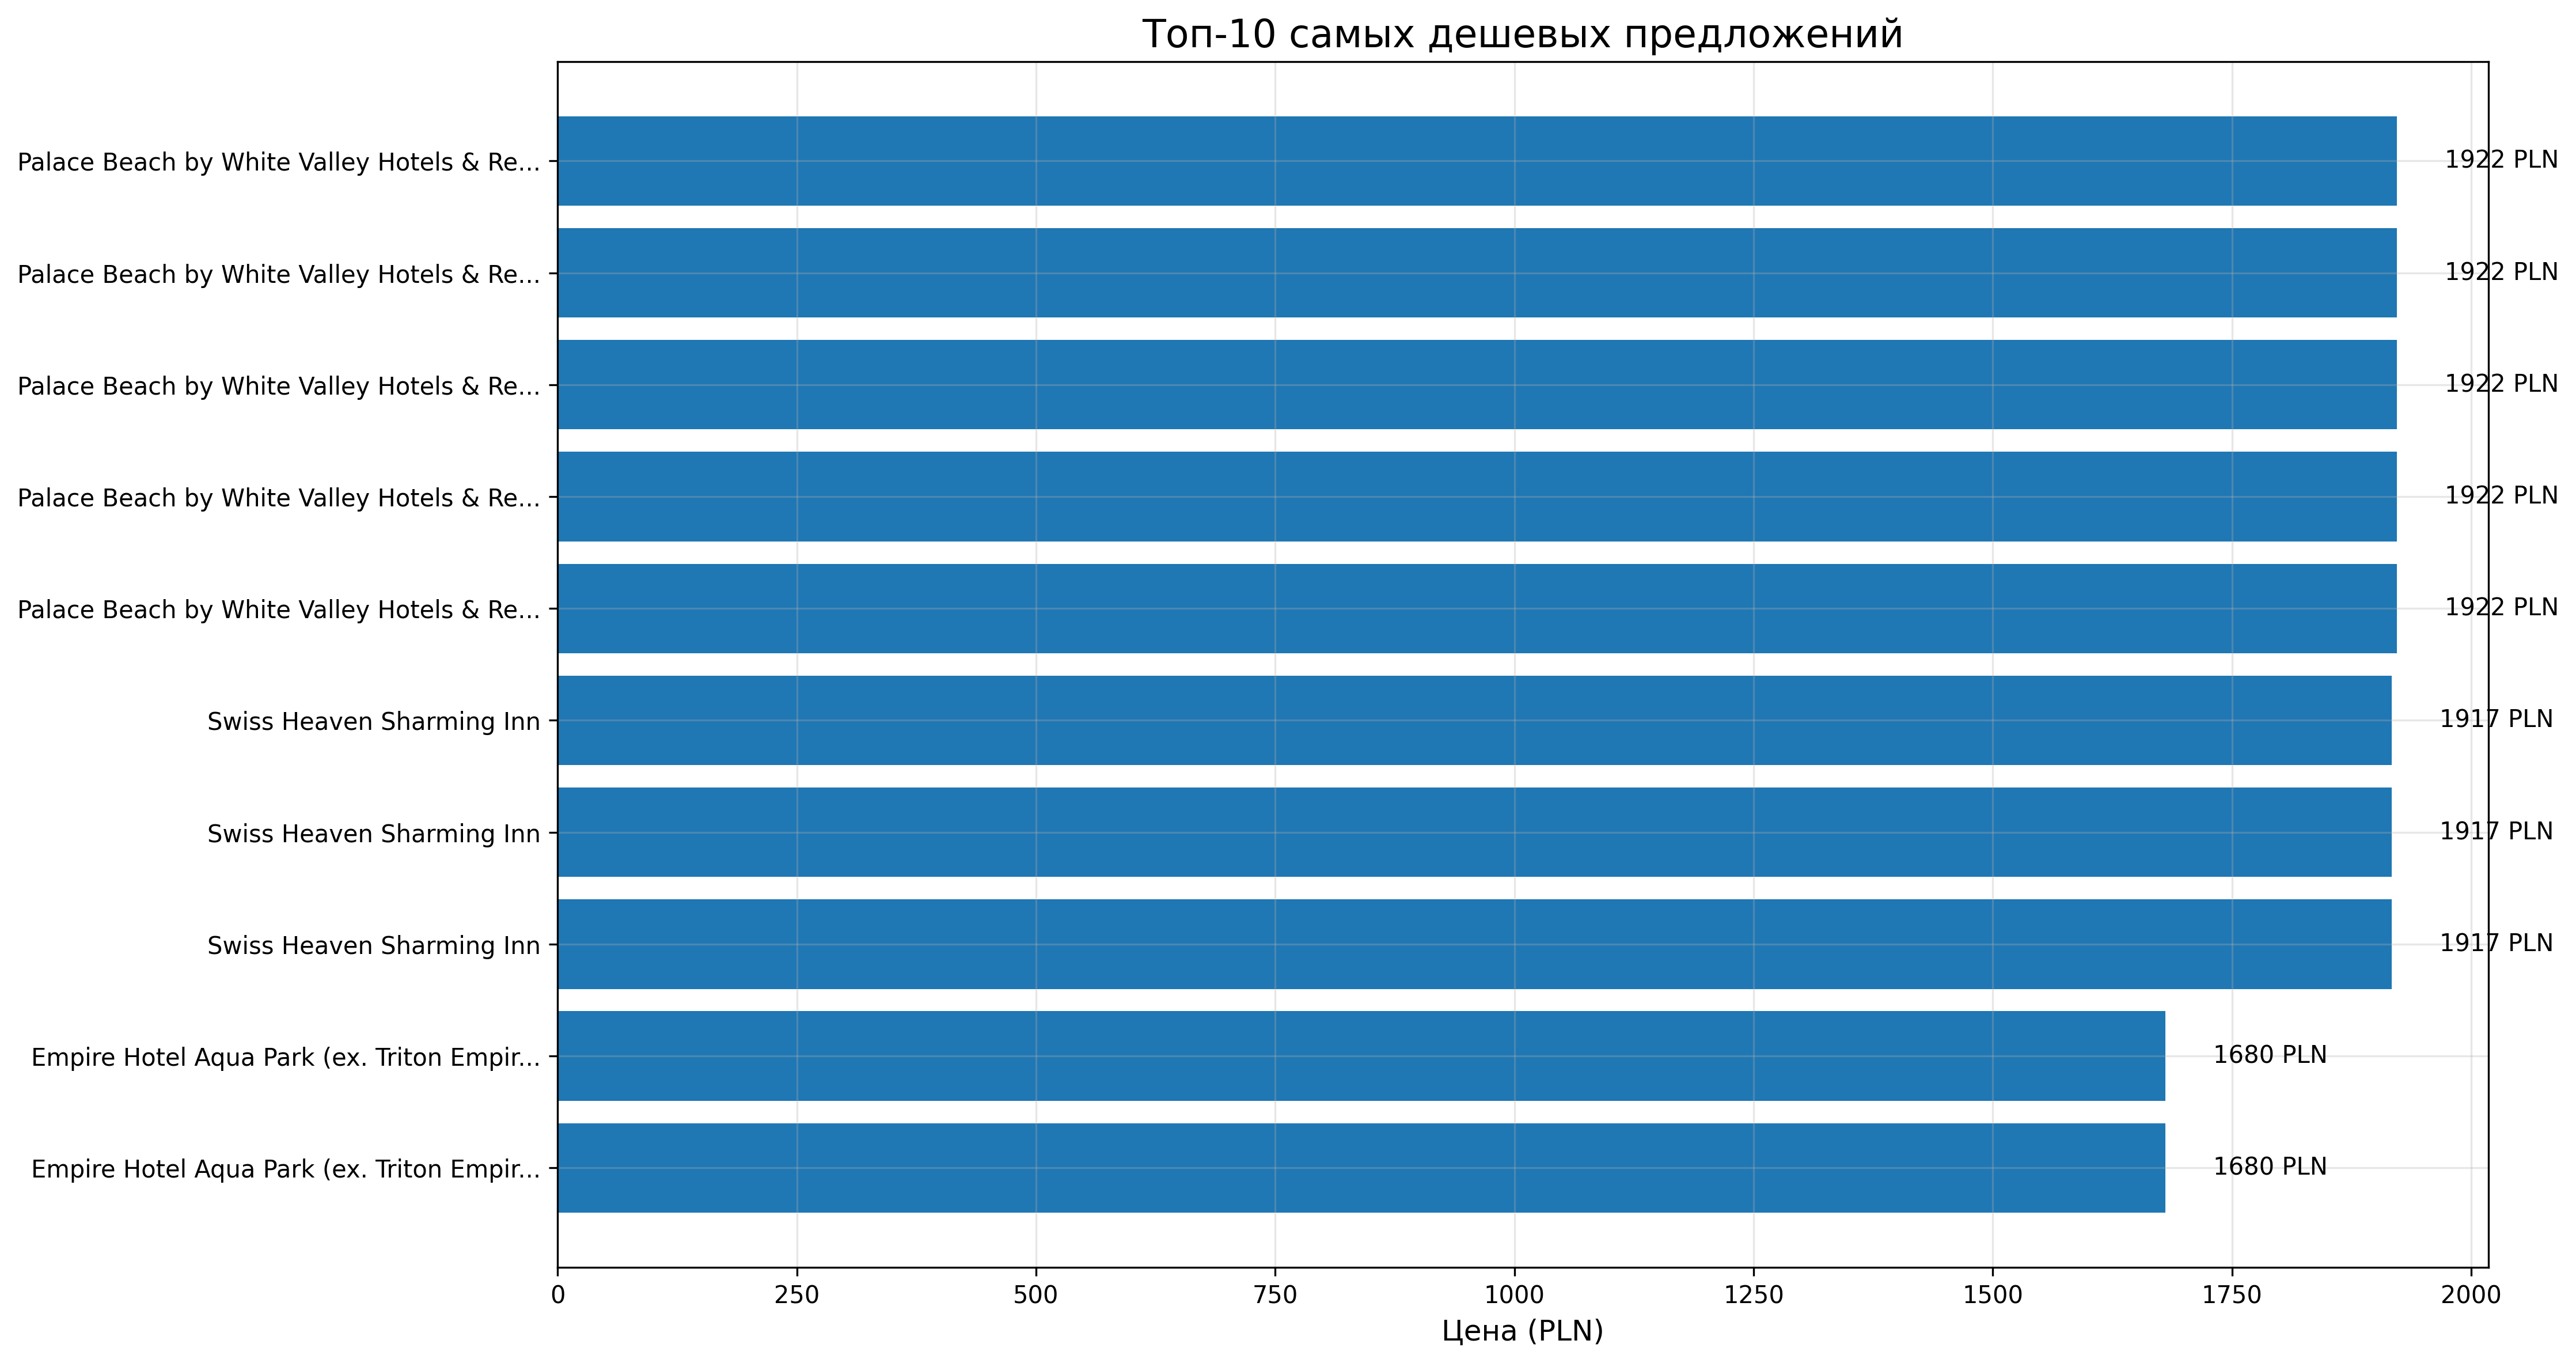 Топ-10 самых дешевых предложений
Palace Beach by White Valley Hotels & Re...
1922 PLN
Palace Beach by White Valley Hotels & Re...
1922 PLN
Palace Beach by White Valley Hotels & Re...
1922 PLN
Palace Beach by White Valley Hotels & Re...
1922 PLN
Palace Beach by White Valley Hotels & Re...
1922 PLN
Swiss Heaven Sharming Inn
1917 PLN
Swiss Heaven Sharming Inn
1917 PLN
Swiss Heaven Sharming Inn
1917 PLN
Empire Hotel Aqua Park (ex. Triton Empir...
1680 PLN
Empire Hotel Aqua Park (ex. Triton Empir...
1680 PLN
0 250 500 750 1000 1250 1500 1750 2000
Цена (PLN)